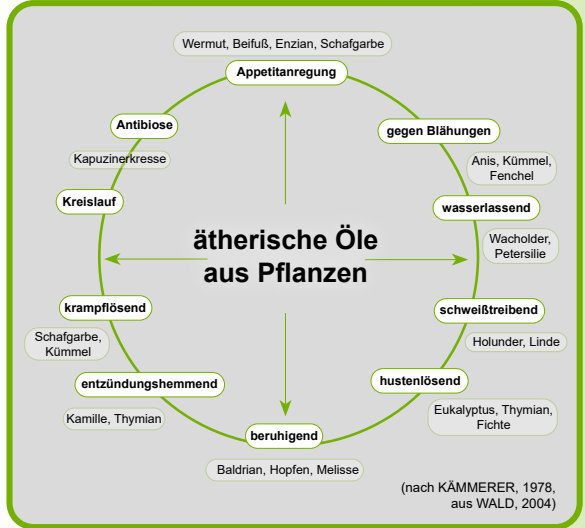 Wermut, Beifuß, Enzian, Schafgarbe
Appetitanregung
Antibiose
gegen Blähungen
Kapuzinerkresse
Anis, Kümmel,
Fenchel
Kreislauf
wasserlassend
ätherische Öle
aus Pflanzen
Wacholder,
Petersilie
krampflösend
schweißtreibend
Schafgarbe,
Kümmel
Holunder, Linde
entzündungshemmend
hustenlösend
Kamille, Thymian
Eukalyptus, Thymian,
Fichte
beruhigend
Baldrian, Hopfen, Melisse
(nach KÄMMERER, 1978,
aus WALD, 2004)